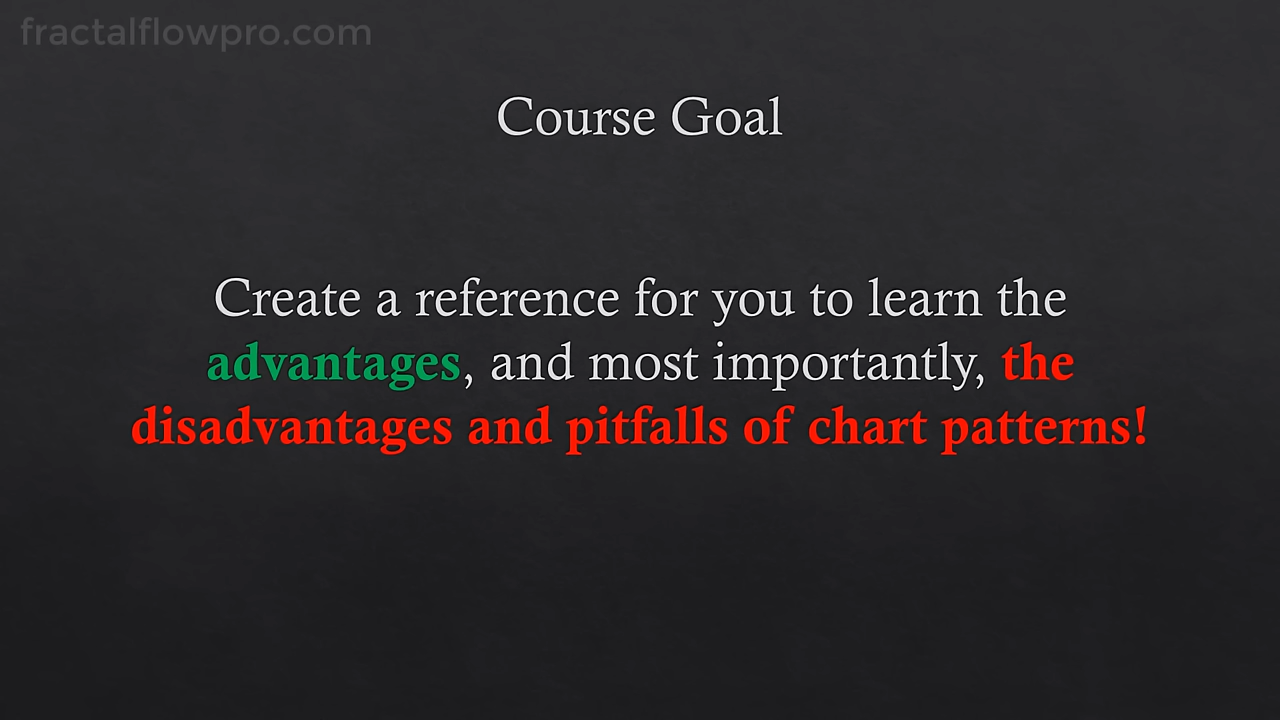 fractalflowpro.com
Course Goal
Create a reference for you to learn the
advantages, and most importantly, the
disadvantages and pitfalls of chart patterns!